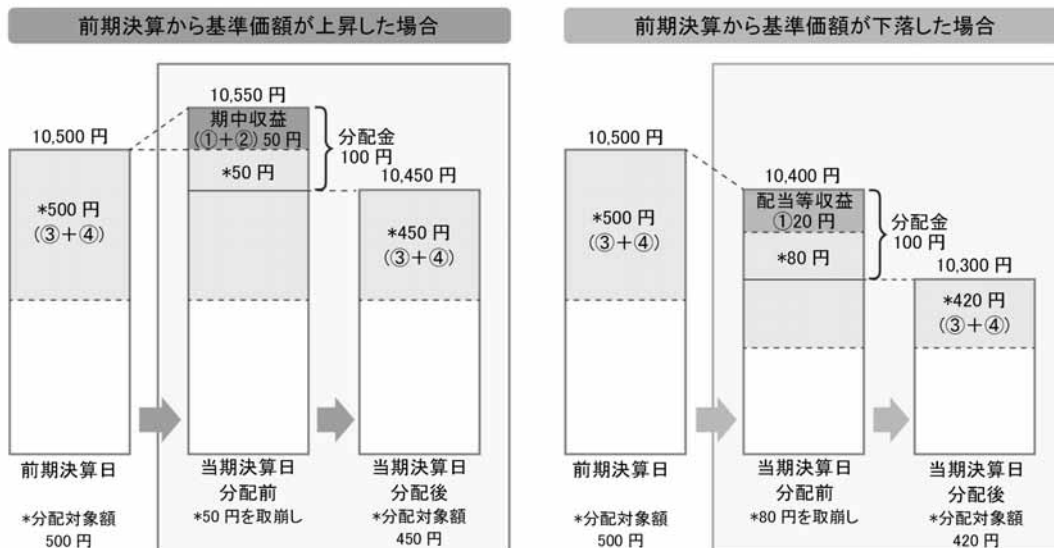 前期決算から基準価額が上昇した場合
10,500 円
*500 円
(③+④)
前期決算日
*分配対象額
500 円
10,550 円
期中収益
(①+②) 50 円
*50 円
分配金
100 円
当期決算日
分配前
*50 円を取崩し
10,450 円
*450 円
(③+④)
当期決算日
分配後
*分配対象額
450 円
前期決算から基準価額が下落した場合
10,500 円
*500 円
(③+④)
前期決算日
*分配対象額
500 円
10,400 円
配当等収益
①20 円
*80 円
分配金
100 円
当期決算日
分配前
*80 円を取崩し
10,300 円
*420 円
(③+④)
当期決算日
分配後
*分配対象額
420 円